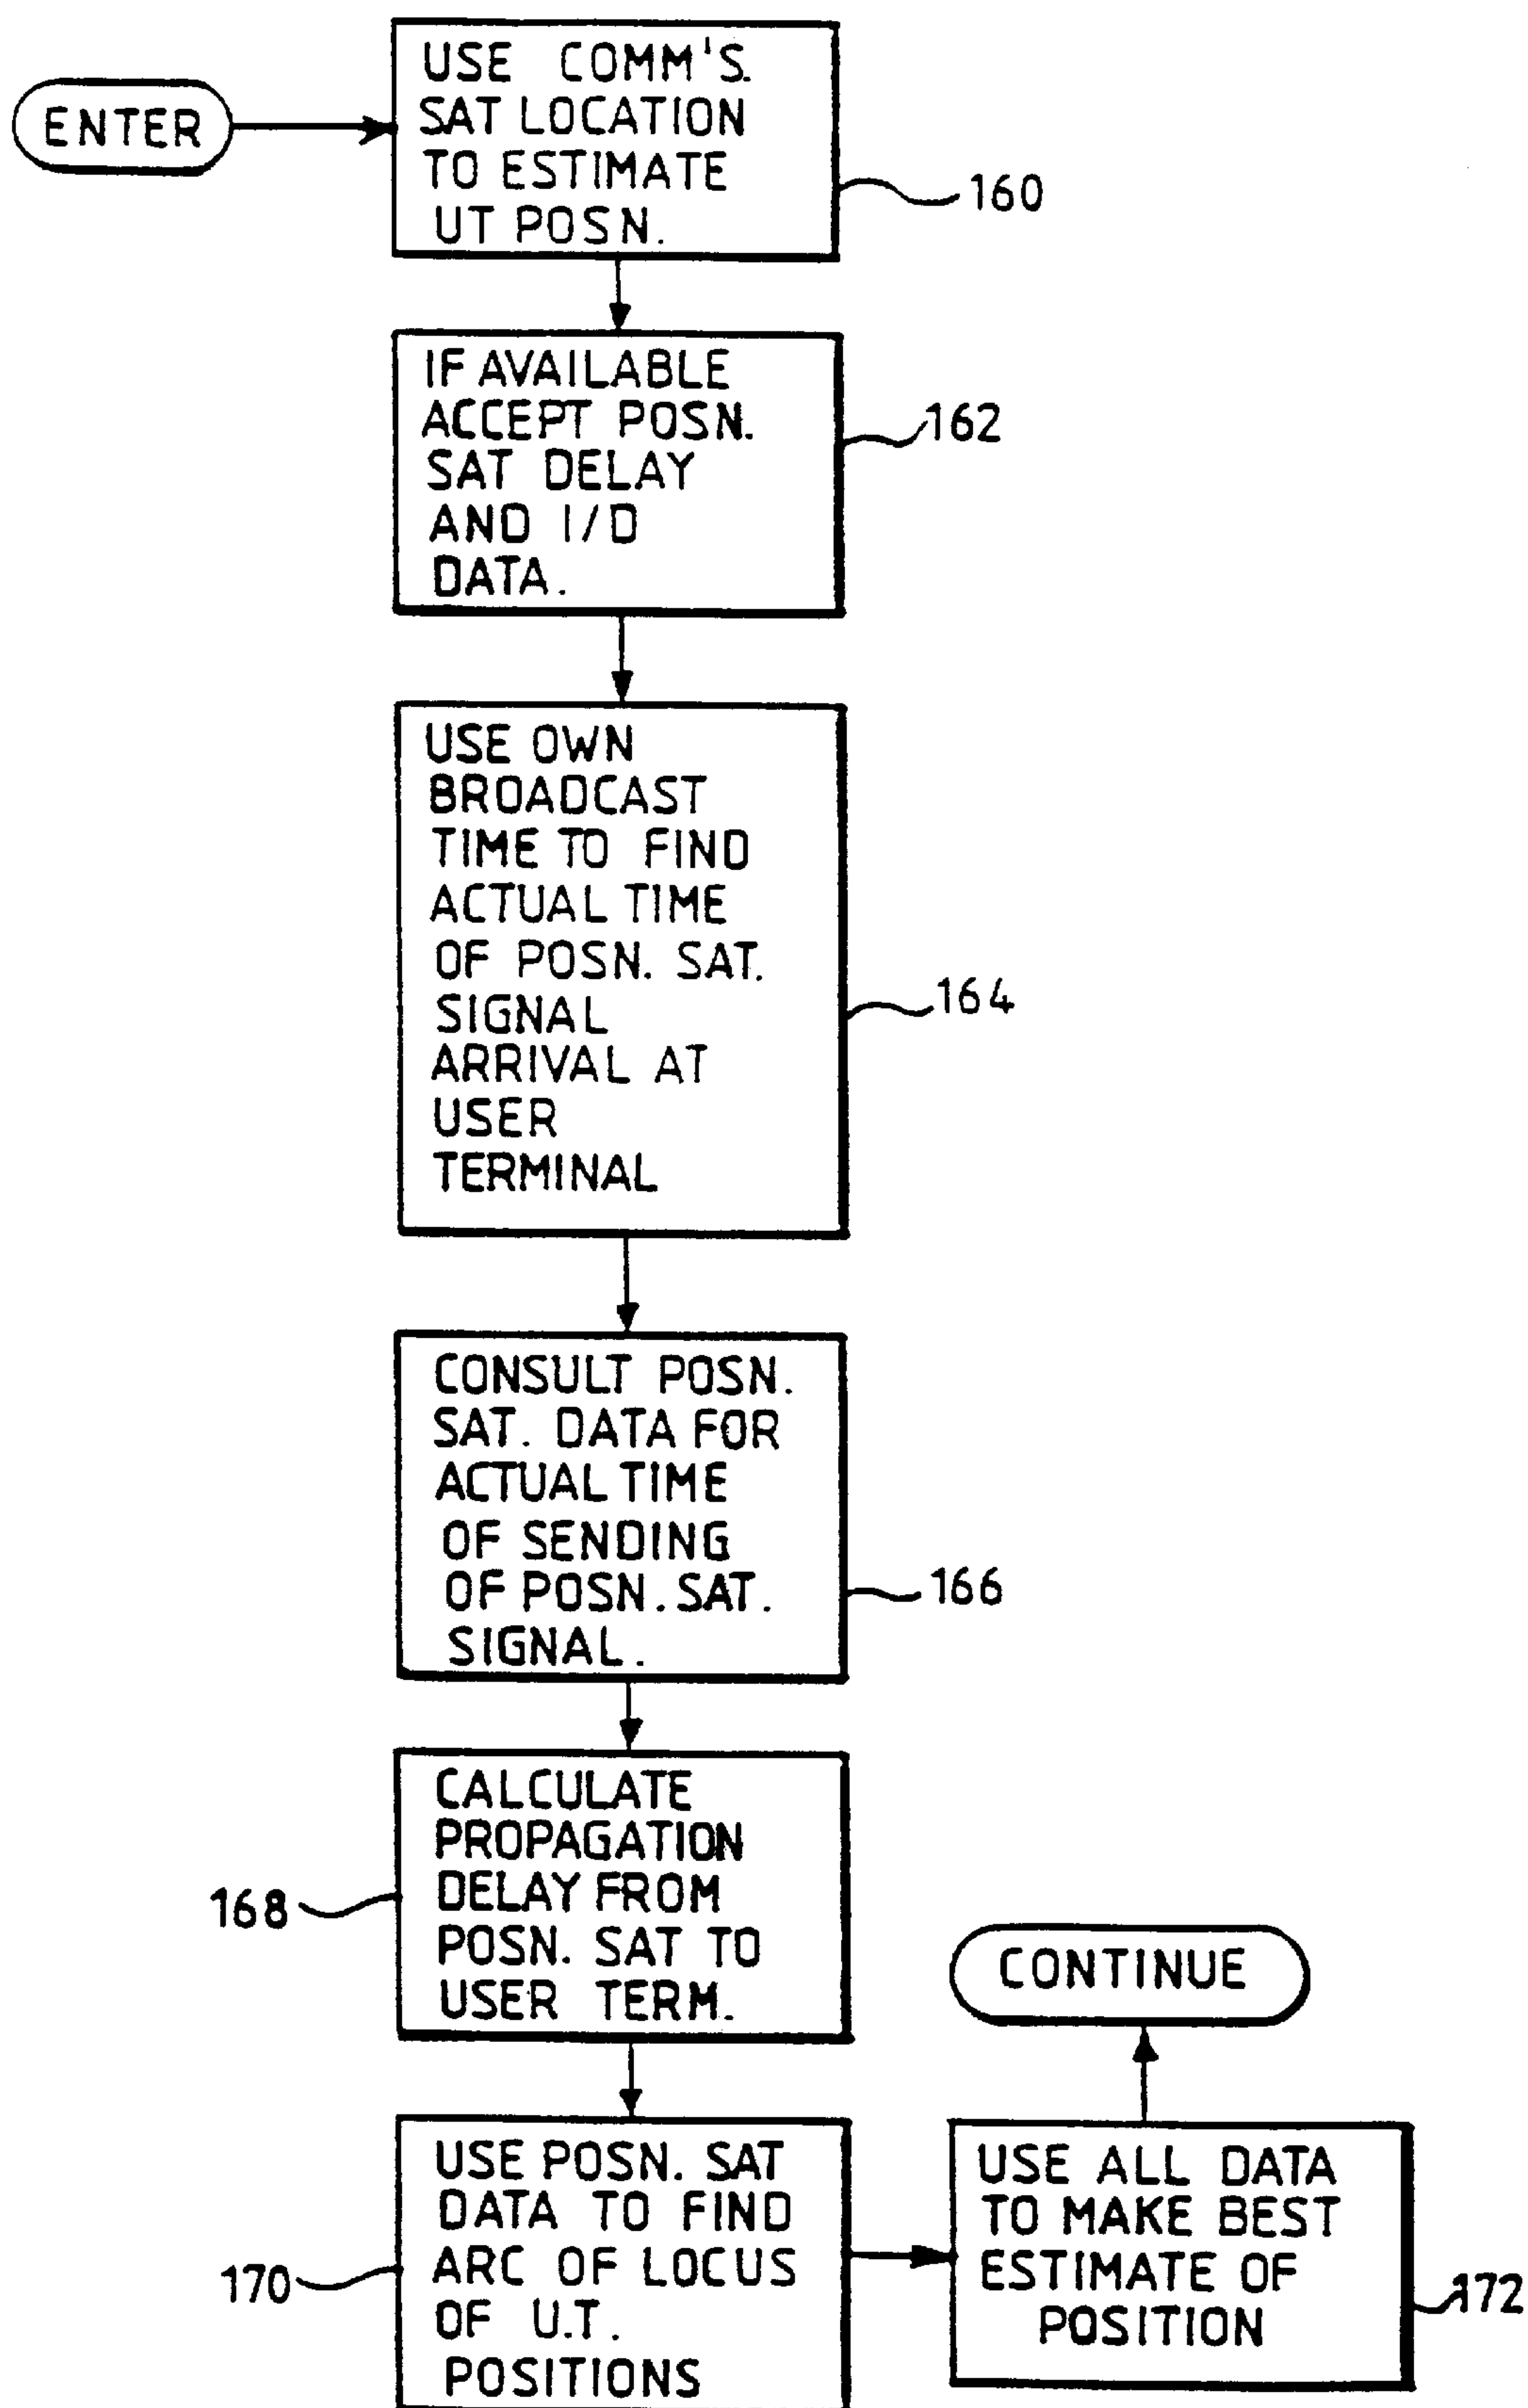 ENTER
USE COMM'S.
SAT LOCATION
TO ESTIMATE
UT POSN.
160
IF AVAILABLE
ACCEPT POSN.
SAT DELAY
AND I/D
DATA.
162
USE OWN
BROADCAST
TIME TO FIND
ACTUAL TIME
OF POSN. SAT.
SIGNAL
ARRIVAL AT
USER
TERMINAL
164
CONSULT POSN.
SAT. DATA FOR
ACTUAL TIME
OF SENDING
OF POSN. SAT.
SIGNAL.
166
CALCULATE
PROPAGATION
DELAY FROM
POSN. SAT TO
USER TERM.
168
USE POSN. SAT
DATA TO FIND
ARC OF LOCUS
OF U.T.
POSITIONS
170
USE ALL DATA
TO MAKE BEST
ESTIMATE OF
POSITION
172
CONTINUE